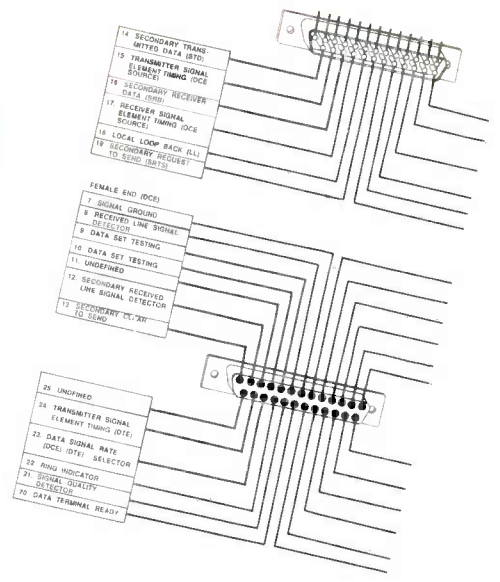 14 SECONDARY TRANS-
MITTED DATA (STD)
15 TRANSMITTER SIGNAL
ELEMENT TIMING (DCE
SOURCE)
16 SECONDARY RECEIVER
DATA (SRD)
17. RECEIVER SIGNAL
ELEMENT TIMING (DCE
SOURCE)
18 LOCAL LOOP BACK (LL)
19 SECONDARY REQUEST
TO SEND (SRTS)
FEMALE END (DCE)
7 SIGNAL GROUND
8 RECEIVED LINE SIGNAL
DETECTOR
9 DATA SET TESTING
10 DATA SET TESTING
11. UNDEFINED
12. SECONDARY RECEIVED
LINE SIGNAL DETECTOR
13 SECONDARY CLEAR
TO SEND
25 UNDFINED
24. TRANSMITTER SIGNAL
ELEMENT TIMING (DTE)
23. DATA SIGNAL RATE
(DCE) (DTE) SELECTOR
22 RING INDICATOR
21. SIGNAL QUALITY
DETECTOR
20 DATA TERMINAL READY